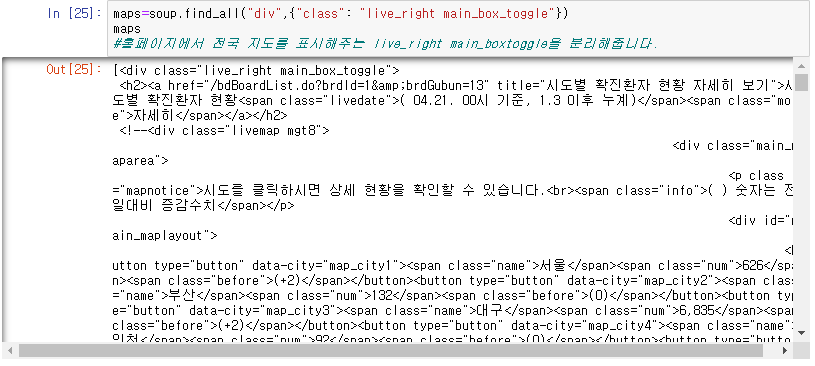 In [25]: maps=soup.find_all("div",{"class": "live_right main_box_toggle"})
maps
#홈페이지에서 전국 지도를 표시해주는 live_right main_boxtoggle을 분리해줍니다.
Out[25]: [<div class="live_right main_box_toggle">
<h2><a href="/bdBoardList.do?brdId=1&amp;brdGubun=13" title="시도별 확진환자 현황 자세히 보기">시
도별 확진환자 현황<span class="livedate">( 04.21. 00시 기준, 1.3 이후 누계)</span><span class="mo
e">자세히</span></a></h2>
<!--<div class="livemap mgt8">
<div class="main_m
aparea">
<p class
="mapnotice">시도를 클릭하시면 상세 현황을 확인할 수 있습니다.<br><span class="info">( ) 숫자는 전
일대비 증감수치</span></p>
<div id="m
ain_maplayout">
<b
utton type="button" data-city="map_city1"><span class="name">서울</span><span class="num">626</spa
n><span class="before">(+2)</span></button><button type="button" data-city="map_city2"><span class
="name">부산</span><span class="num">132</span><span class="before">(0)</span></button><button typ
e="button" data-city="map_city3"><span class="name">대구</span><span class="num">6,835</span><span
class="before">(+2)</span></button><button type="button" data-city="map_city4"><span class="name">
인천</span><span class="num">92</span><span class="before">(0)</span></button><button type="button"